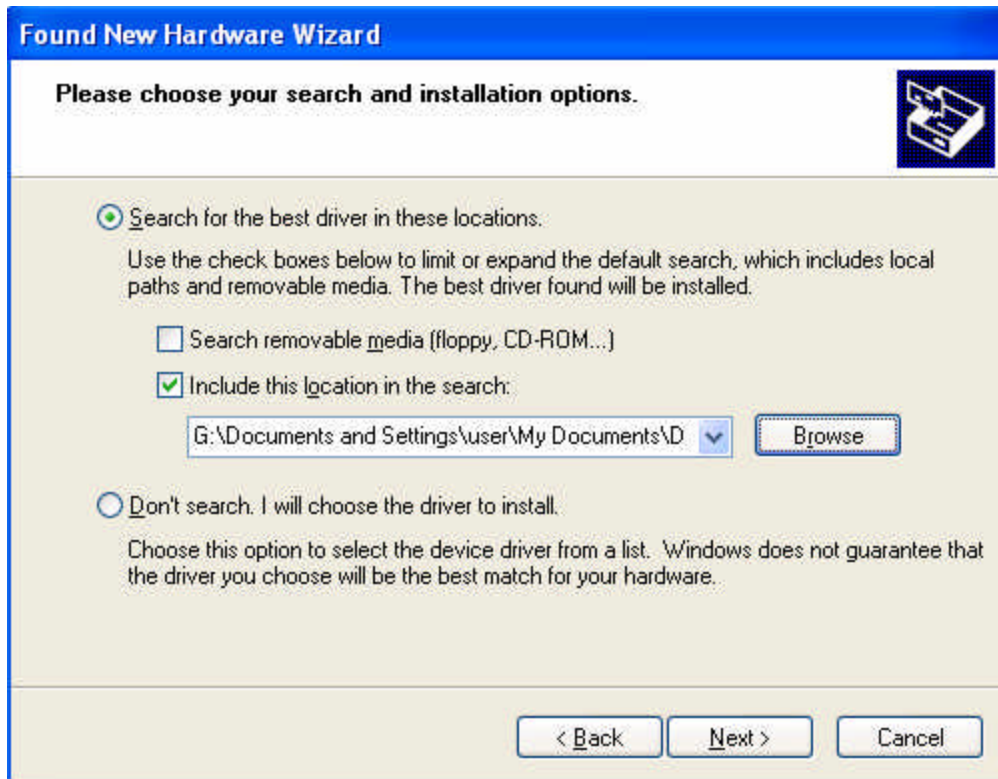 Found New Hardware Wizard
Please choose your search and installation options.
Search for the best driver in these locations.
Use the check boxes below to limit or expand the default search, which includes local
paths and removable media. The best driver found will be installed.
Search removable media (floppy, CD-ROM...)
Include this location in the search:
G:\Documents and Settings\user\My Documents\D
Browse
Don't search. I will choose the driver to install.
Choose this option to select the device driver from a list. Windows does not guarantee that
the driver you choose will be the best match for your hardware.
< Back Next > Cancel